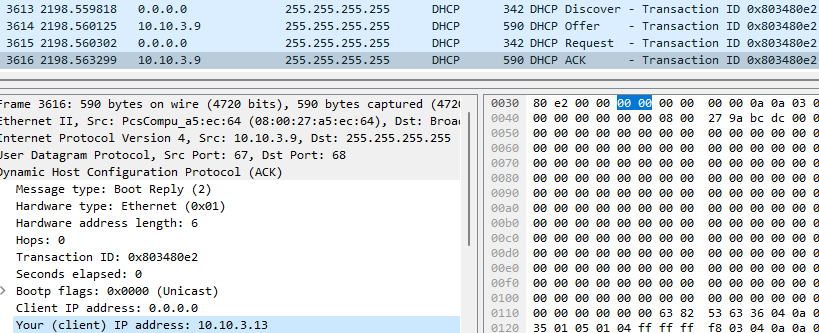 3613 2198.559818 0.0.0.0 255.255.255.255 DHCP 342 DHCP Discover - Transaction ID 0x803480e2
3614 2198.560125 10.10.3.9 255.255.255.255 DHCP 590 DHCP Offer - Transaction ID 0x803480e2
3615 2198.560302 0.0.0.0 255.255.255.255 DHCP 342 DHCP Request - Transaction ID 0x803480e2
3616 2198.563299 10.10.3.9 255.255.255.255 DHCP 590 DHCP ACK - Transaction ID 0x803480e2
Frame 3616: 590 bytes on wire (4720 bits), 590 bytes captured (472
Ethernet II, Src: PcsCompu_a5:ec:64 (08:00:27:a5:ec:64), Dst: Broa
Internet Protocol Version 4, Src: 10.10.3.9, Dst: 255.255.255.255
User Datagram Protocol, Src Port: 67, Dst Port: 68
Dynamic Host Configuration Protocol (ACK)
Message type: Boot Reply (2)
Hardware type: Ethernet (0x01)
Hardware address length: 6
Hops: 0
Transaction ID: 0x803480e2
Seconds elapsed: 0
Bootp flags: 0x0000 (Unicast)
Client IP address: 0.0.0.0
Your (client) IP address: 10.10.3.13
0030 80 e2 00 00 00 00 00 00 00 00 0a 0a 03 0
0040 00 00 00 00 00 00 08 00 27 9a bc dc 00 0
0050 00 00 00 00 00 00 00 00 00 00 00 00 00 0
0060 00 00 00 00 00 00 00 00 00 00 00 00 00 0
0070 00 00 00 00 00 00 00 00 00 00 00 00 00 0
0080 00 00 00 00 00 00 00 00 00 00 00 00 00 0
0090 00 00 00 00 00 00 00 00 00 00 00 00 00 0
00a0 00 00 00 00 00 00 00 00 00 00 00 00 00 0
00b0 00 00 00 00 00 00 00 00 00 00 00 00 00 0
00c0 00 00 00 00 00 00 00 00 00 00 00 00 00 0
00d0 00 00 00 00 00 00 00 00 00 00 00 00 00 0
00e0 00 00 00 00 00 00 00 00 00 00 00 00 00 0
00f0 00 00 00 00 00 00 00 00 00 00 00 00 00 0
0100 00 00 00 00 00 00 00 00 00 00 00 00 00 0
0110 00 00 00 00 00 00 63 82 53 63 36 04 0a 0
0120 35 01 05 01 04 ff ff ff f8 03 04 0a 0a 0